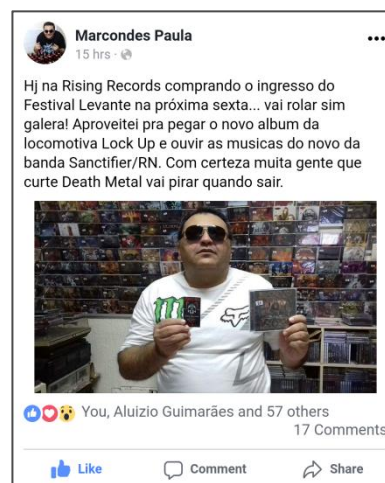 Marcondes Paula
15 hrs ·
Hj na Rising Records comprando o ingresso do
Festival Levante na próxima sexta... vai rolar sim
galera! Aproveitei pra pegar o novo album da
locomotiva Lock Up e ouvir as musicas do novo da
banda Sanctifier/RN. Com certeza muita gente que
curte Death Metal vai pirar quando sair.
FOX
You, Aluizio Guimarães and 57 others
17 Comments
Like
Comment
Share